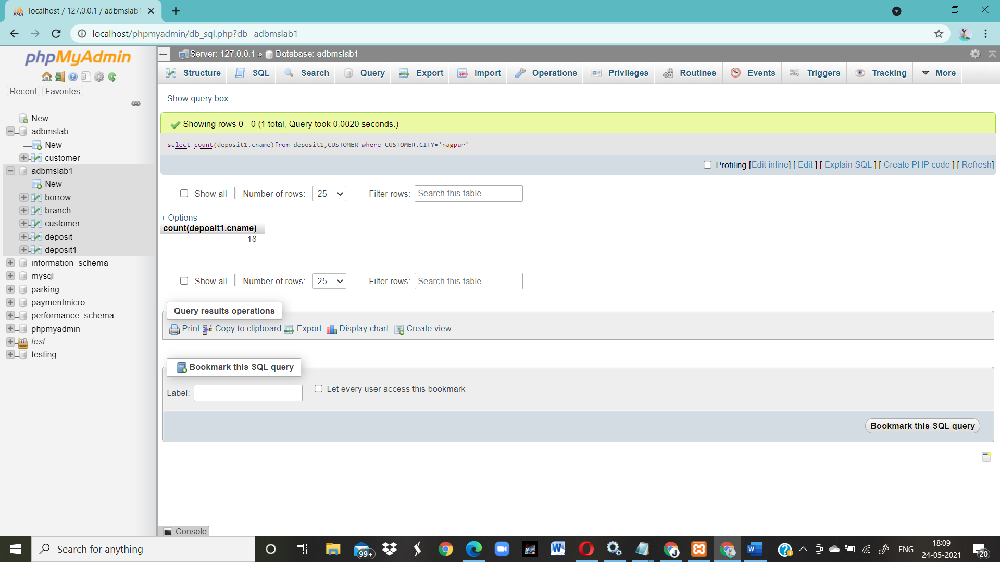 localhost / 127.0.0.1 / adbmslab1
localhost/phpmyadmin/db_sql.php?db=adbmslab1
phpMyAdmin
Recent Favorites
New
adbmslab
New
customer
adbmslab1
New
borrow
branch
customer
deposit
deposit1
information_schema
mysql
parking
paymentmicro
performance_schema
phpmyadmin
test
testing
Server: 127.0.0.1 » Database: adbmslab1
Structure SQL Search Query Export Import Operations Privileges Routines Events Triggers Tracking More
Show query box
Showing rows 0 - 0 (1 total, Query took 0.0020 seconds.)
select count(deposit1.cname)from deposit1,CUSTOMER where CUSTOMER.CITY='nagpur'
Profiling [Edit inline] [ Edit ] [ Explain SQL ] [ Create PHP code ] [ Refresh]
Show all | Number of rows: 25 Filter rows: Search this table
+ Options
count(deposit1.cname)
18
Show all | Number of rows: 25 Filter rows: Search this table
Query results operations
Print Copy to clipboard Export Display chart Create view
Bookmark this SQL query
Label: Let every user access this bookmark
Bookmark this SQL query
Console
Search for anything
99+
ENG
18:09
24-05-2021
20